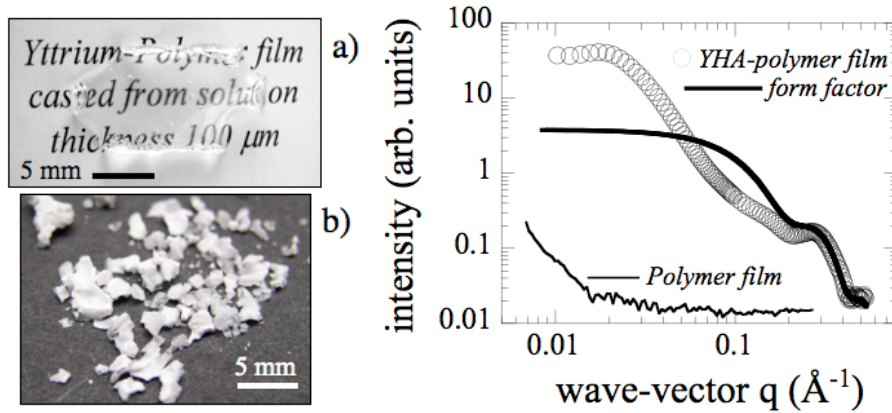 Yttrium-Polymer film
casted from solution
thickness 100 μm
5 mm
a)
b)
5 mm
100
10
1
0.1
0.01
0.01
0.1
intensity (arb. units)
wave-vector q (Å-1)
YHA-polymer film
form factor
Polymer film